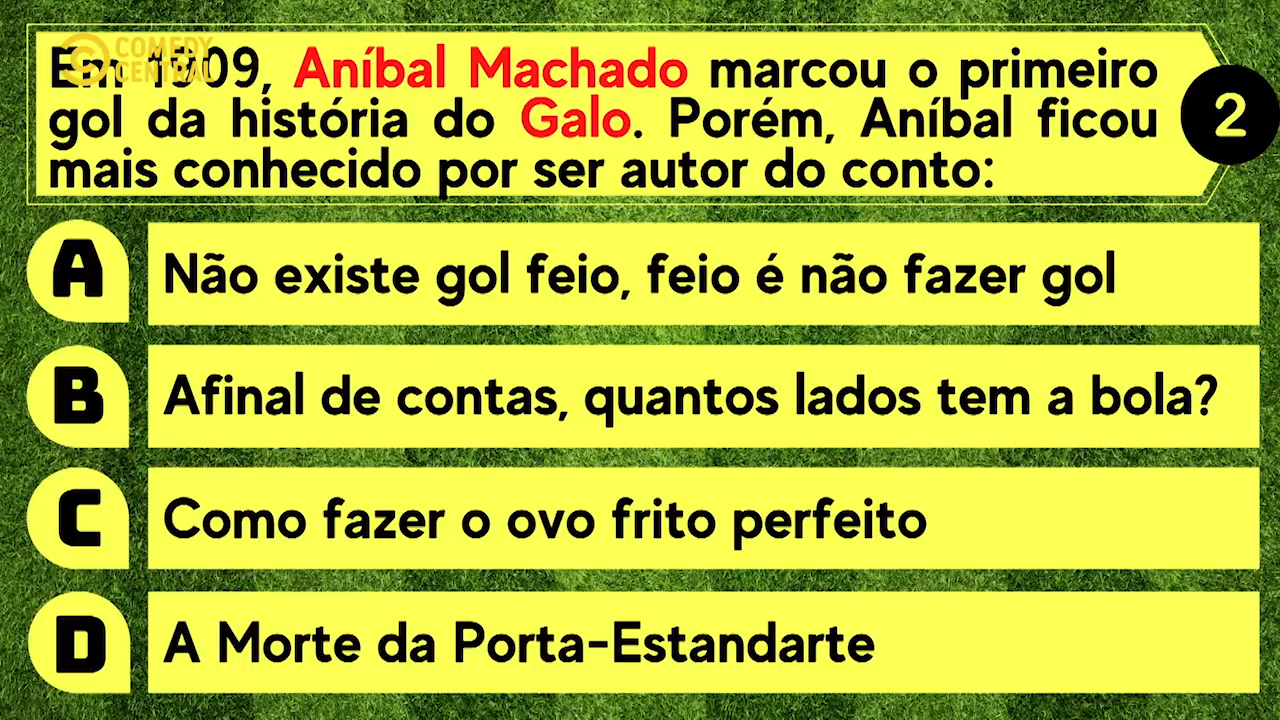 COMEDY
CENTRAL
Em 1909, Aníbal Machado marcou o primeiro
gol da história do Galo. Porém, Aníbal ficou
mais conhecido por ser autor do conto:
2
A
Não existe gol feio, feio é não fazer gol
B
Afinal de contas, quantos lados tem a bola?
C
Como fazer o ovo frito perfeito
D
A Morte da Porta-Estandarte